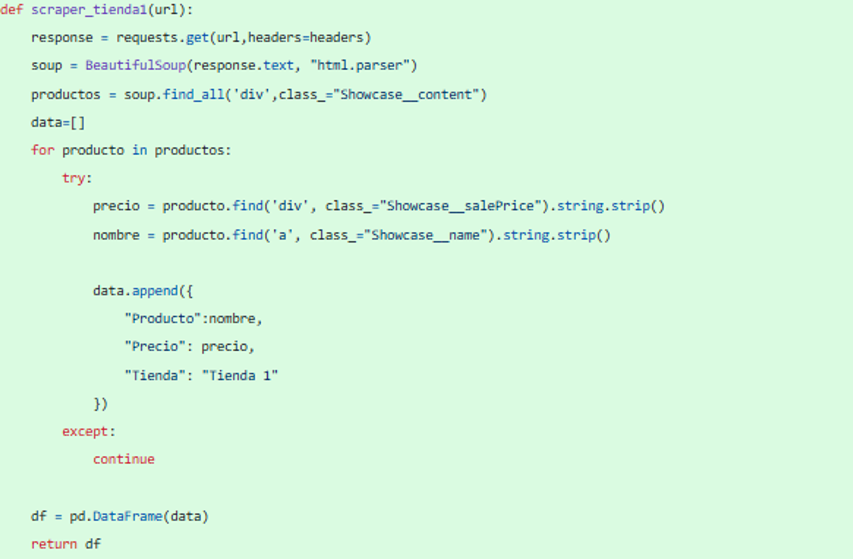 def scraper_tienda1(url):
    response = requests.get(url,headers=headers)
    soup = BeautifulSoup(response.text, "html.parser")
    productos = soup.find_all('div',class_="Showcase__content")
    data=[]
    for producto in productos:
        try:
            precio = producto.find('div', class_="Showcase__salePrice").string.strip()
            nombre = producto.find('a', class_="Showcase__name").string.strip()

            data.append({
                "Producto":nombre,
                "Precio": precio,
                "Tienda": "Tienda 1"
            })
        except:
            continue

    df = pd.DataFrame(data)
    return df